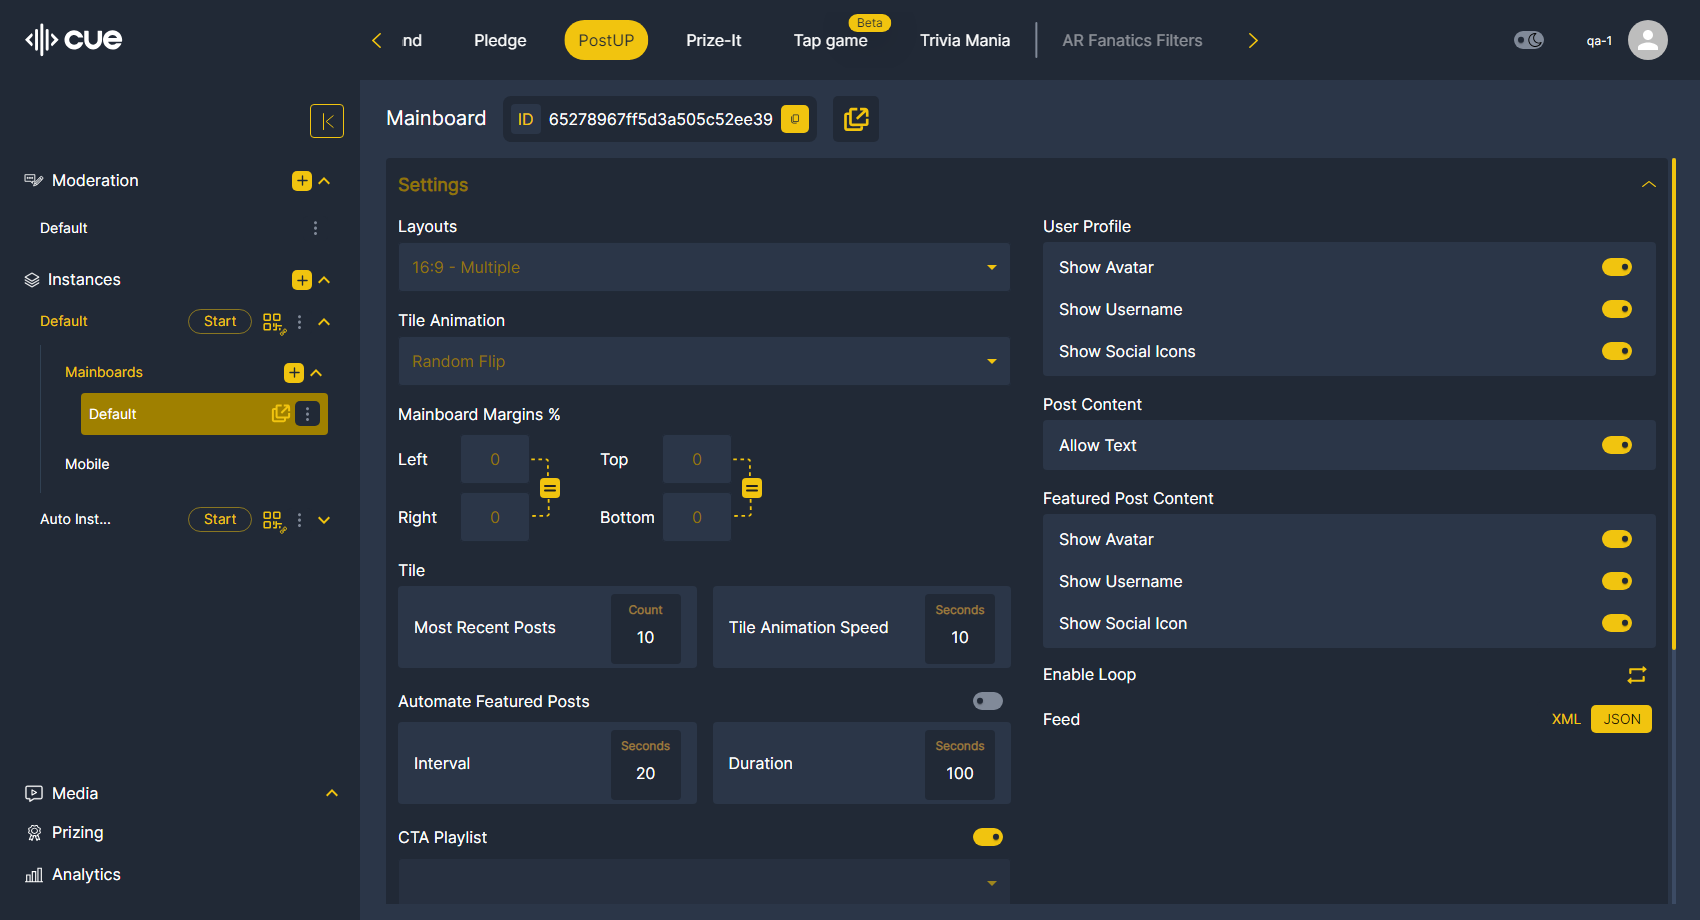 cue
nd
Pledge
PostUP
Prize-It
Beta
Tap game
Trivia Mania
AR Fanatics Filters
qa-1
Mainboard
ID
65278967ff5d3a505c52ee39
Moderation
Default
Instances
Default
Start
Mainboards
Default
Mobile
Auto Inst...
Start
Media
Prizing
Analytics
Settings
Layouts
16:9 - Multiple
Tile Animation
Random Flip
Mainboard Margins %
Left
0
Top
0
Right
0
Bottom
0
Tile
Most Recent Posts
Count
10
Tile Animation Speed
Seconds
10
Automate Featured Posts
Interval
Seconds
20
Duration
Seconds
100
CTA Playlist
User Profile
Show Avatar
Show Username
Show Social Icons
Post Content
Allow Text
Featured Post Content
Show Avatar
Show Username
Show Social Icon
Enable Loop
Feed
XML
JSON